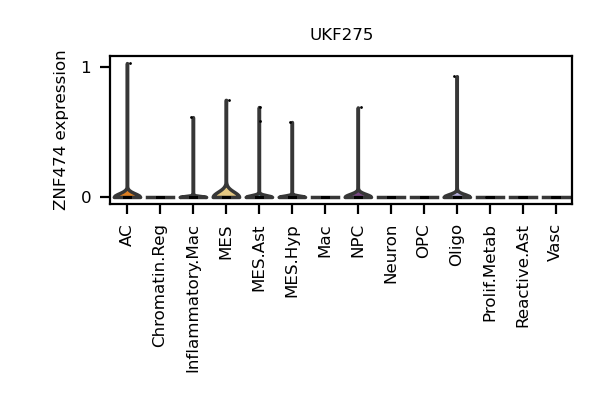 UKF275
ZNF474 expression
1
0
AC
Chromatin.Reg
Inflammatory.Mac
MES
MES.Ast
MES.Hyp
Mac
NPC
Neuron
OPC
Oligo
Prolif.Metab
Reactive.Ast
Vasc